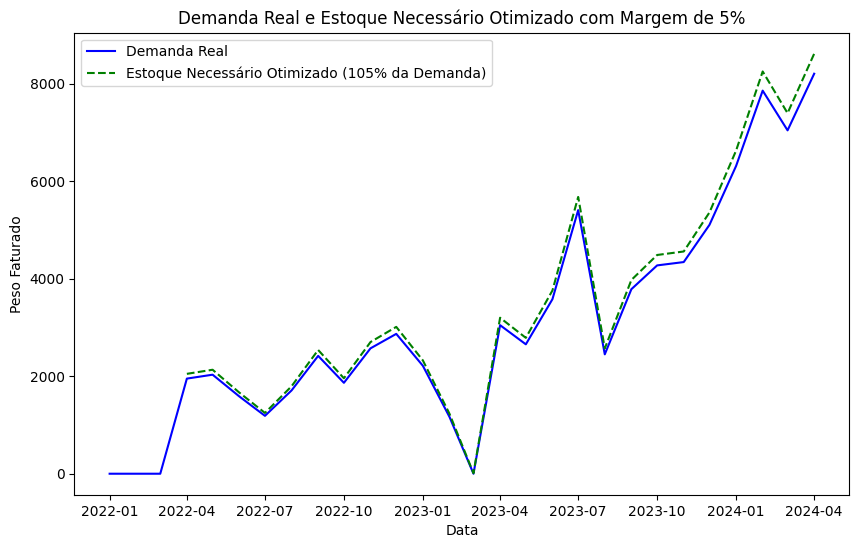 Demanda Real e Estoque Necessário Otimizado com Margem de 5%
Demanda Real
Estoque Necessário Otimizado (105% da Demanda)
Peso Faturado
8000
6000
4000
2000
0
2022-01 2022-04 2022-07 2022-10 2023-01 2023-04 2023-07 2023-10 2024-01 2024-04
Data